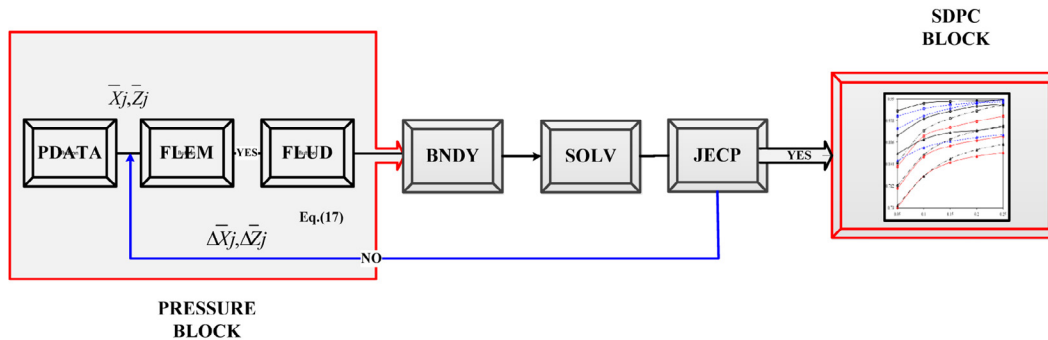 SDPC
BLOCK
X̄j,Z̄j
PDATA
FLEM
YES
FLUD
BNDY
SOLV
JECP
YES
Eq.(17)
ΔX̄j,ΔZ̄j
NO
PRESSURE
BLOCK